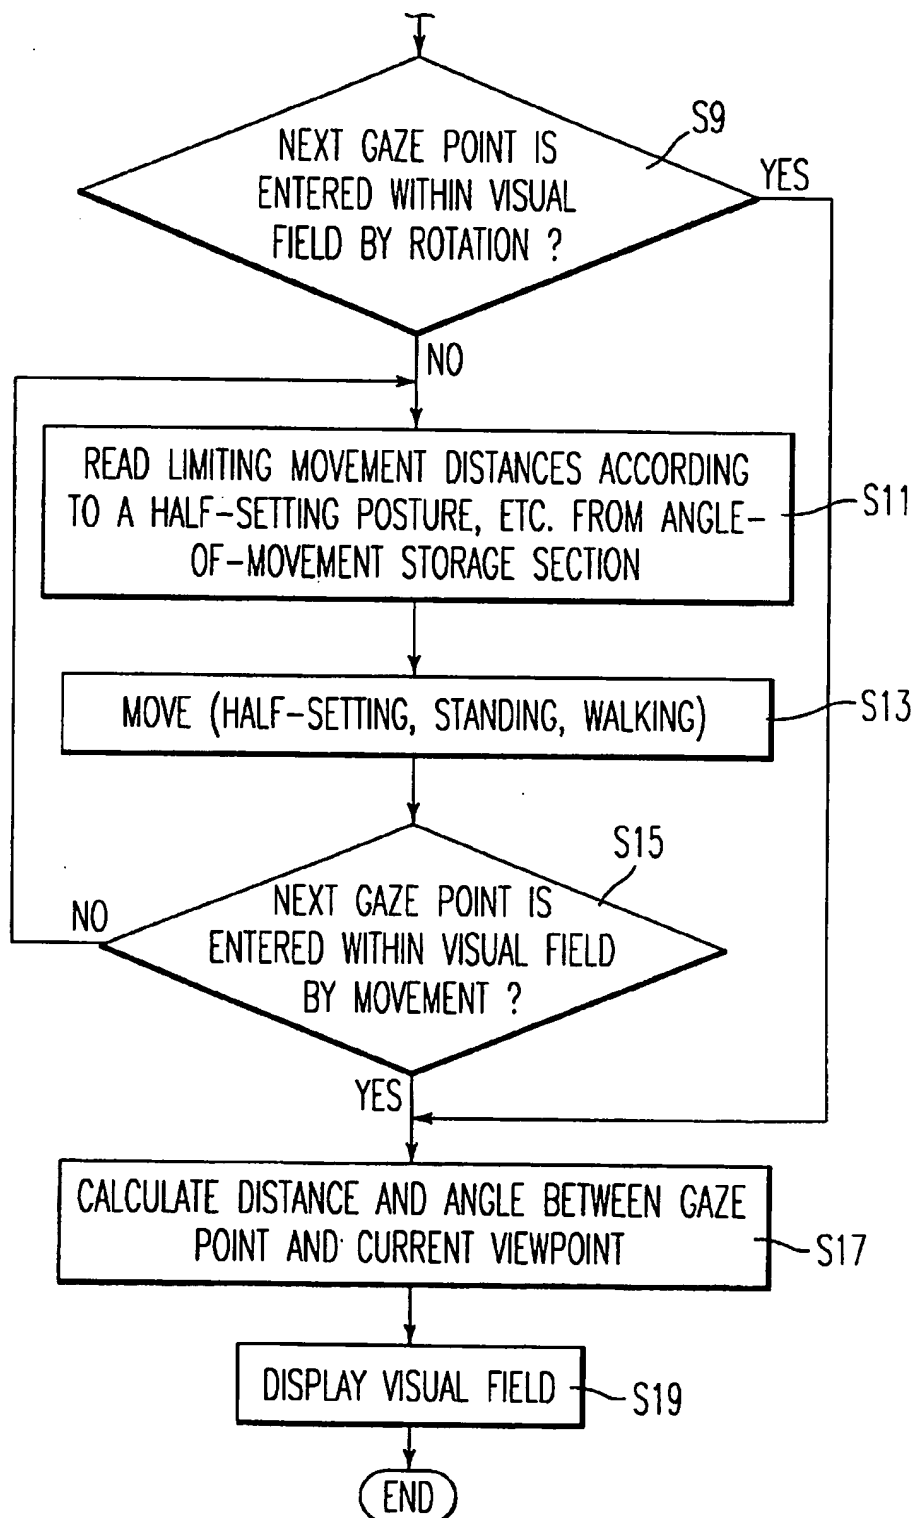 S9
NEXT GAZE POINT IS
ENTERED WITHIN VISUAL
FIELD BY ROTATION ?
YES
NO
READ LIMITING MOVEMENT DISTANCES ACCORDING
TO A HALF-SETTING POSTURE, ETC. FROM ANGLE-
OF-MOVEMENT STORAGE SECTION
S11
MOVE (HALF-SETTING, STANDING, WALKING)
S13
S15
NEXT GAZE POINT IS
ENTERED WITHIN VISUAL FIELD
BY MOVEMENT ?
NO
YES
CALCULATE DISTANCE AND ANGLE BETWEEN GAZE
POINT AND CURRENT VIEWPOINT
S17
DISPLAY VISUAL FIELD
S19
END